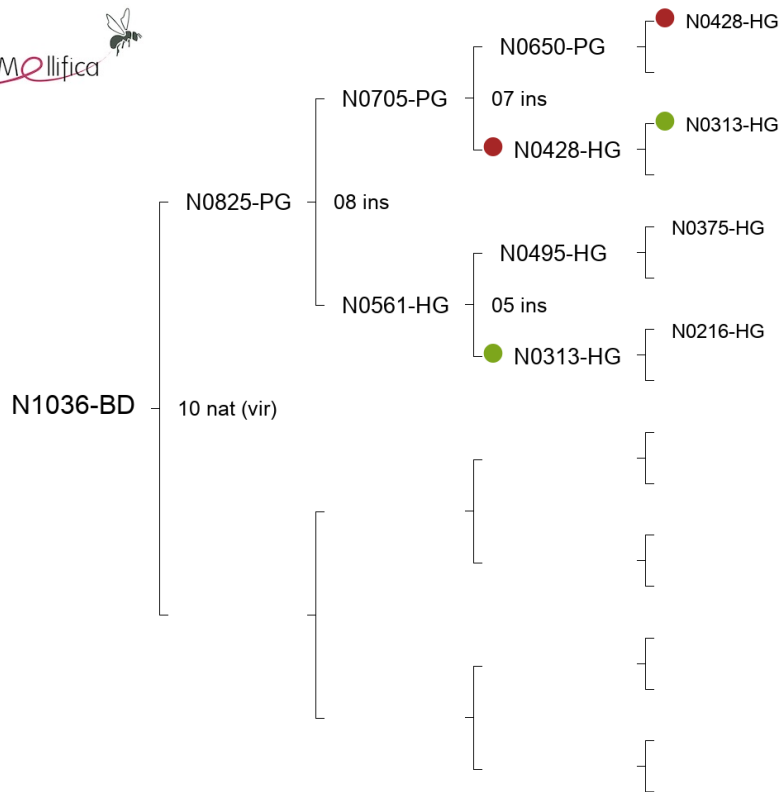 Mellifica
N0428-HG
N0650-PG
N0705-PG
07 ins
N0313-HG
N0428-HG
N0825-PG
08 ins
N0375-HG
N0495-HG
N0561-HG
05 ins
N0216-HG
N0313-HG
N1036-BD
10 nat (vir)